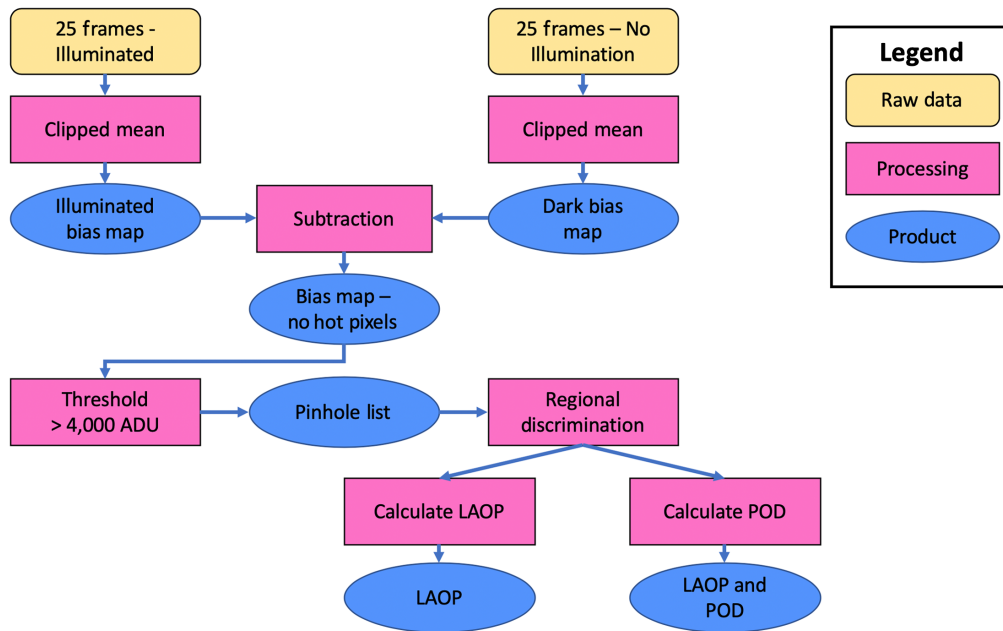 25 frames -
Illuminated
25 frames – No
Illumination
Legend
Raw data
Clipped mean
Clipped mean
Processing
Illuminated
bias map
Subtraction
Dark bias
map
Product
Bias map –
no hot pixels
Threshold
> 4,000 ADU
Pinhole list
Regional
discrimination
Calculate LAOP
Calculate POD
LAOP
LAOP and
POD